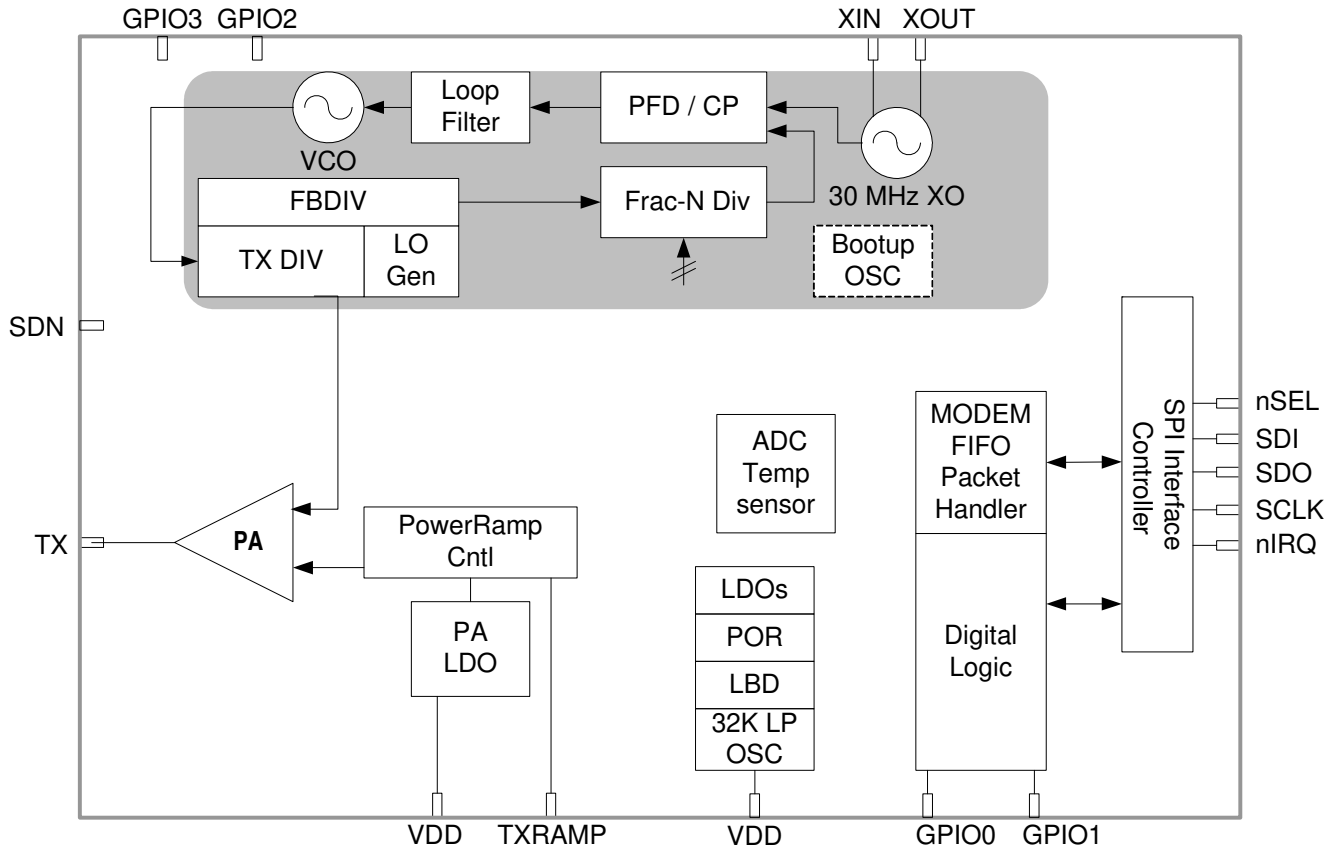 GPIO3
GPIO2
XIN
XOUT
Loop
Filter
PFD / CP
VCO
30 MHz XO
FBDIV
Frac-N Div
TX DIV
LO
Gen
Bootup
OSC
SDN
SPI Interface
Controller
nSEL
SDI
SDO
SCLK
nIRQ
MODEM
FIFO
Packet
Handler
ADC
Temp
sensor
TX
PA
PowerRamp
Cntl
PA
LDO
LDOs
POR
LBD
32K LP
OSC
Digital
Logic
VDD
TXRAMP
VDD
GPIO0
GPIO1